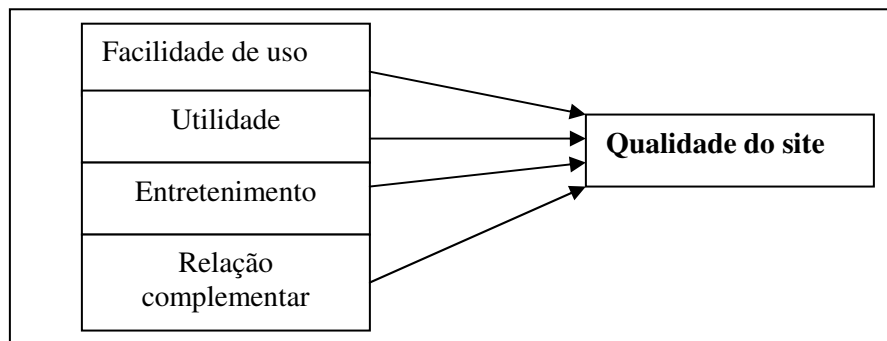 Facilidade de uso
Utilidade
Entretenimento
Relação
complementar
Qualidade do site